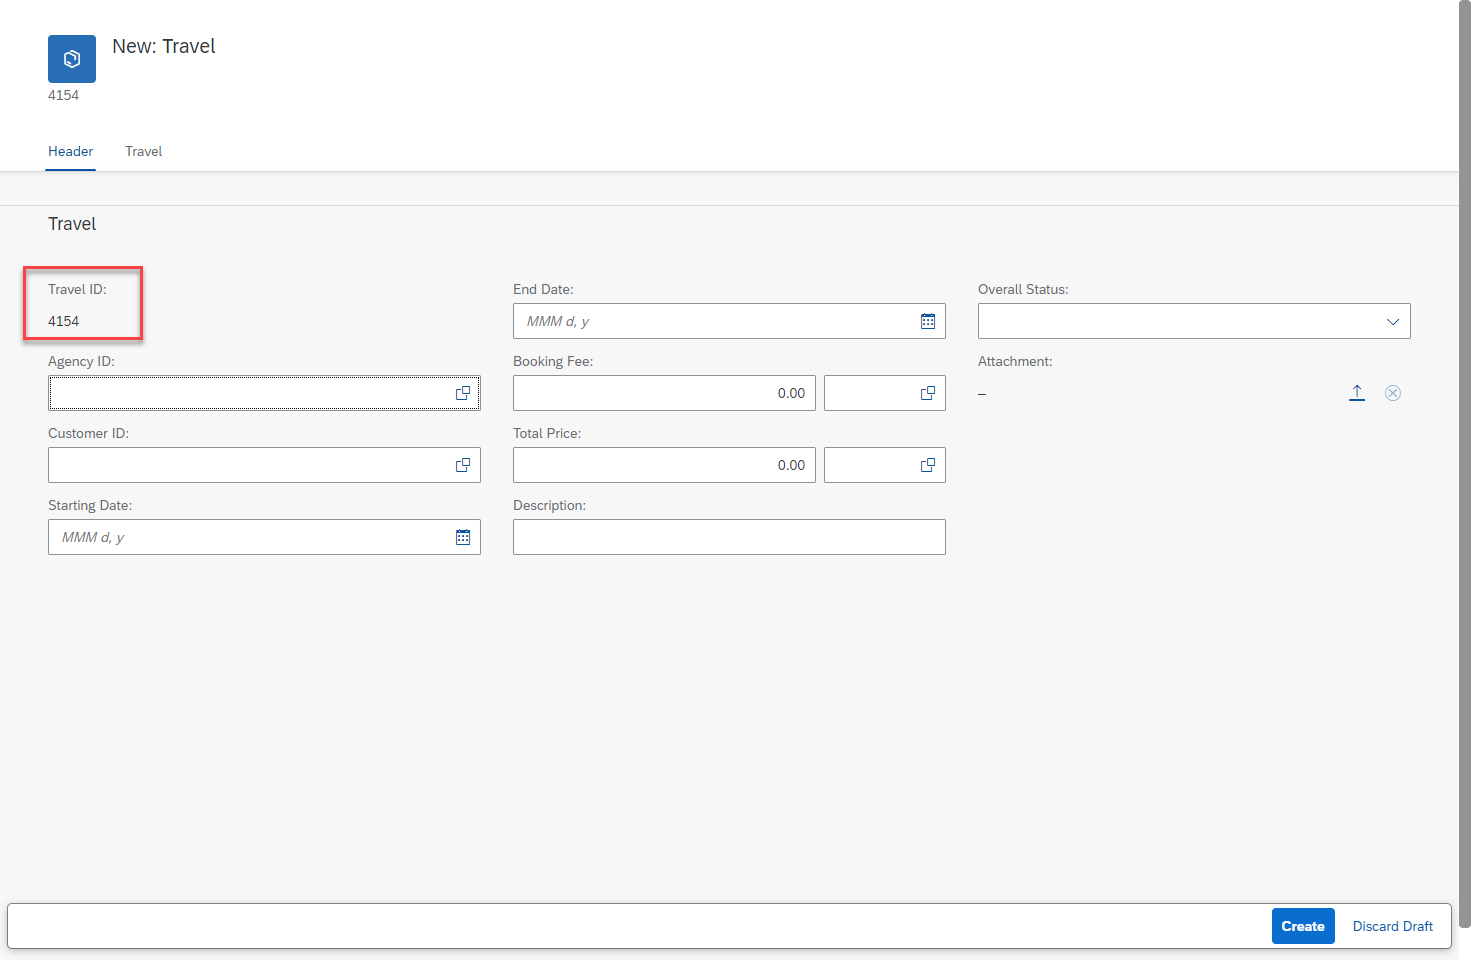 New: Travel
4154
Header
Travel
Travel
Travel ID:
4154
Agency ID:
Customer ID:
Starting Date:
MMM d, y
End Date:
MMM d, y
Booking Fee:
0.00
Total Price:
0.00
Description:
Overall Status:
Attachment:
–
Create
Discard Draft